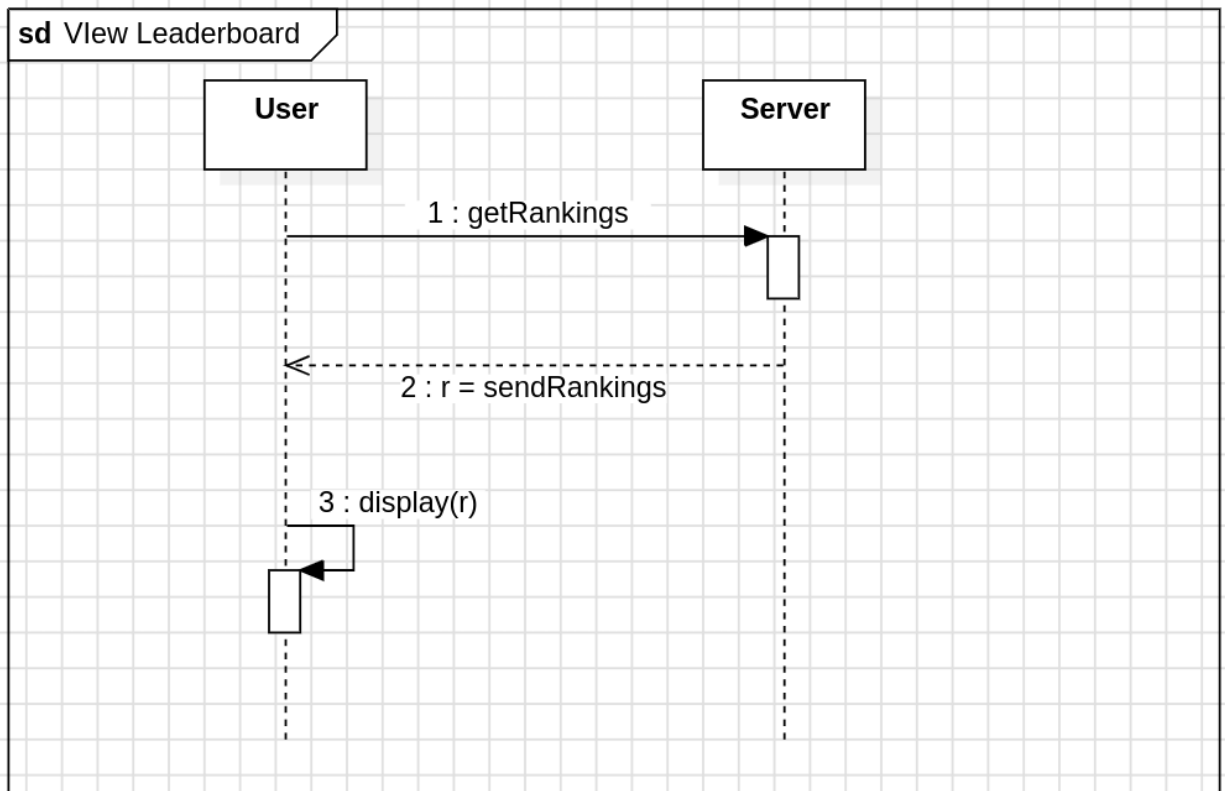 sd VIew Leaderboard
User
Server
1 : getRankings
2 : r = sendRankings
3 : display(r)